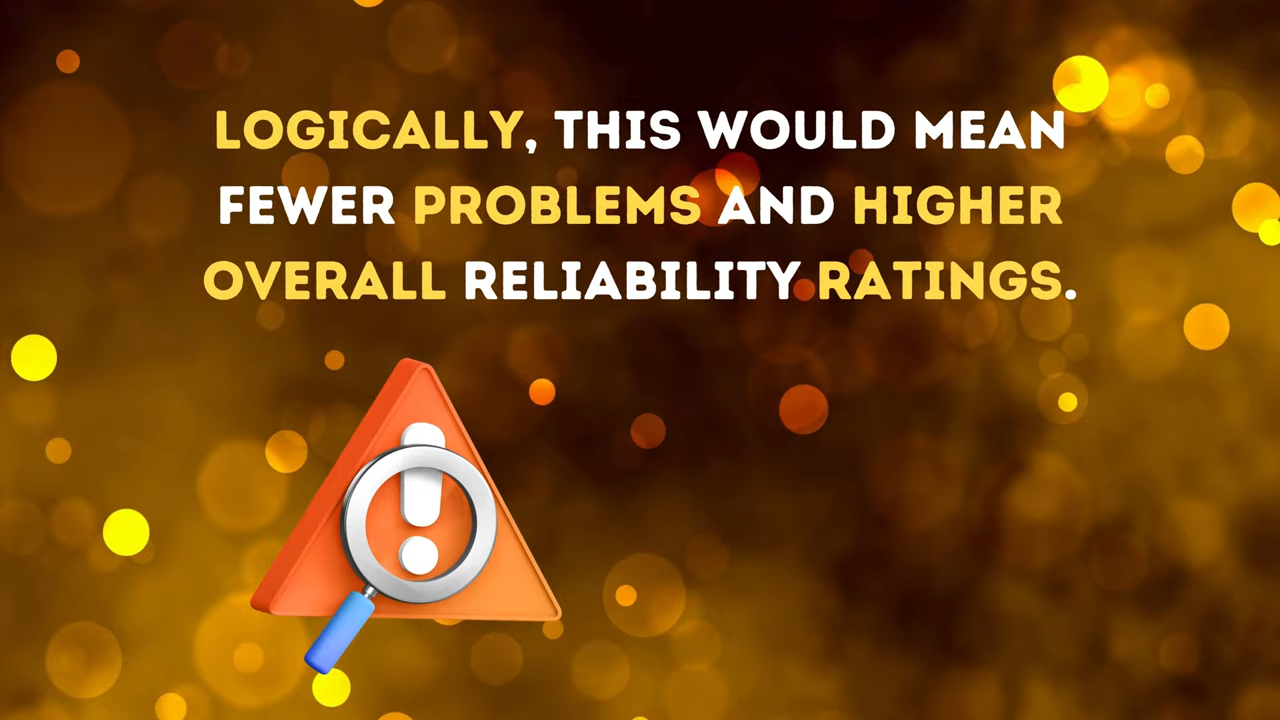 LOGICALLY, THIS WOULD MEAN
FEWER PROBLEMS AND HIGHER
OVERALL RELIABILITY RATINGS.
!